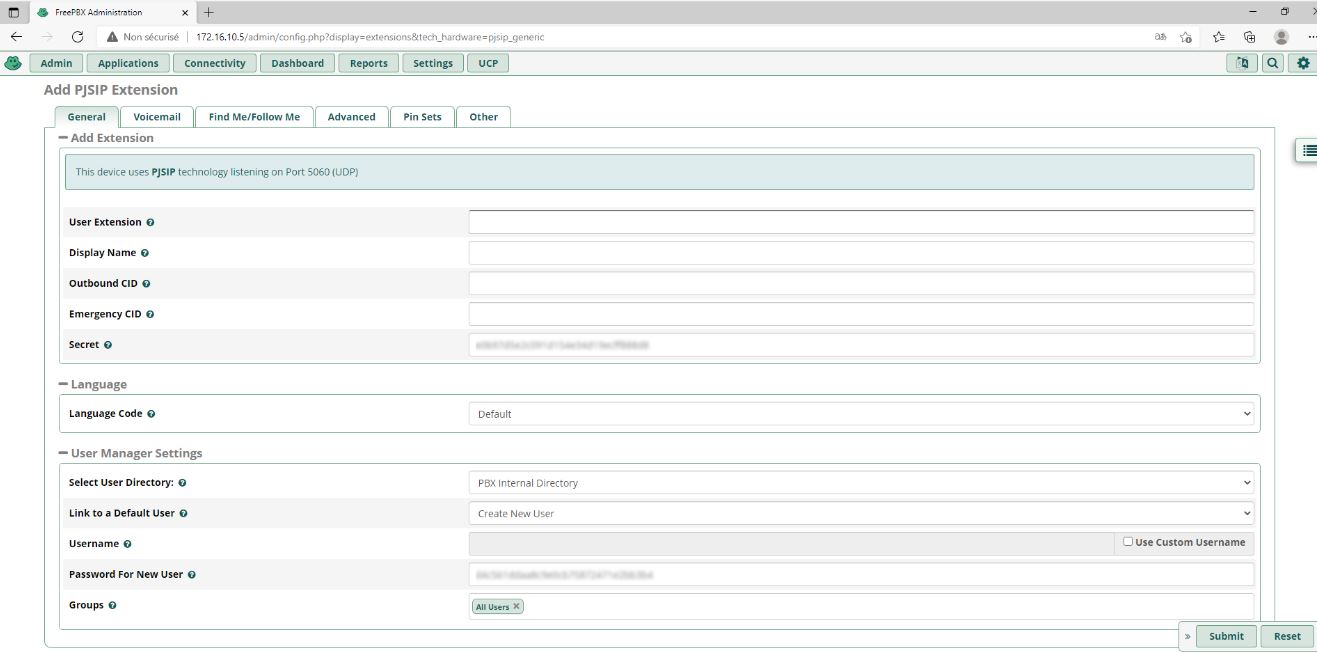 FreePBX Administration
Non sécurisé 172.16.10.5/admin/config.php?display=extensions&tech_hardware=pjsip_generic
Admin Applications Connectivity Dashboard Reports Settings UCP
Add PJSIP Extension
General Voicemail Find Me/Follow Me Advanced Pin Sets Other
Add Extension
This device uses PJSIP technology listening on Port 5060 (UDP)
User Extension
Display Name
Outbound CID
Emergency CID
Secret
Language
Language Code Default
User Manager Settings
Select User Directory: PBX Internal Directory
Link to a Default User Create New User
Username Use Custom Username
Password For New User
Groups All Users
» Submit Reset